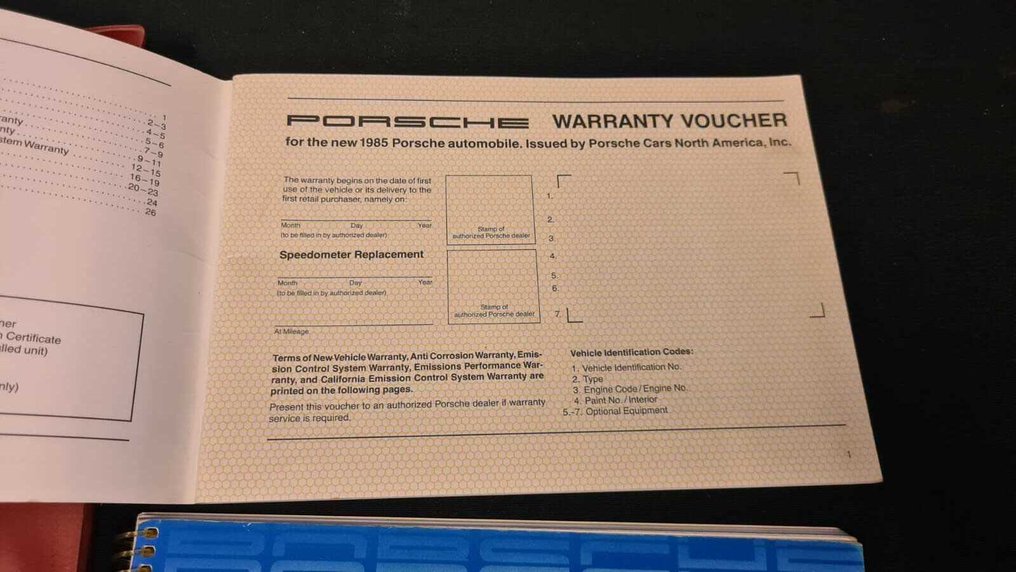 1
2–3
4–5
5–6
7–9
9–11
12–15
16–19
20–23
24
26
Warranty
System Warranty
Certificate
unit)
only)
PORSCHE WARRANTY VOUCHER
for the new 1985 Porsche automobile. Issued by Porsche Cars North America, Inc.
The warranty begins on the date of first
use of the vehicle or its delivery to the
first retail purchaser, namely on:
Month Day Year
(to be filled in by authorized dealer)
Stamp of
authorized Porsche dealer
Speedometer Replacement
Month Day Year
(to be filled in by authorized dealer)
Stamp of
authorized Porsche dealer
At Mileage
1.
2.
3.
4.
5.
6.
7.
Terms of New Vehicle Warranty, Anti Corrosion Warranty, Emis-
sion Control System Warranty, Emissions Performance War-
ranty, and California Emission Control System Warranty are
printed on the following pages.
Present this voucher to an authorized Porsche dealer if warranty
service is required.
Vehicle Identification Codes:
1. Vehicle Identification No.
2. Type
3. Engine Code/Engine No.
4. Paint No./Interior
5.-7. Optional Equipment
1
PORSCHE